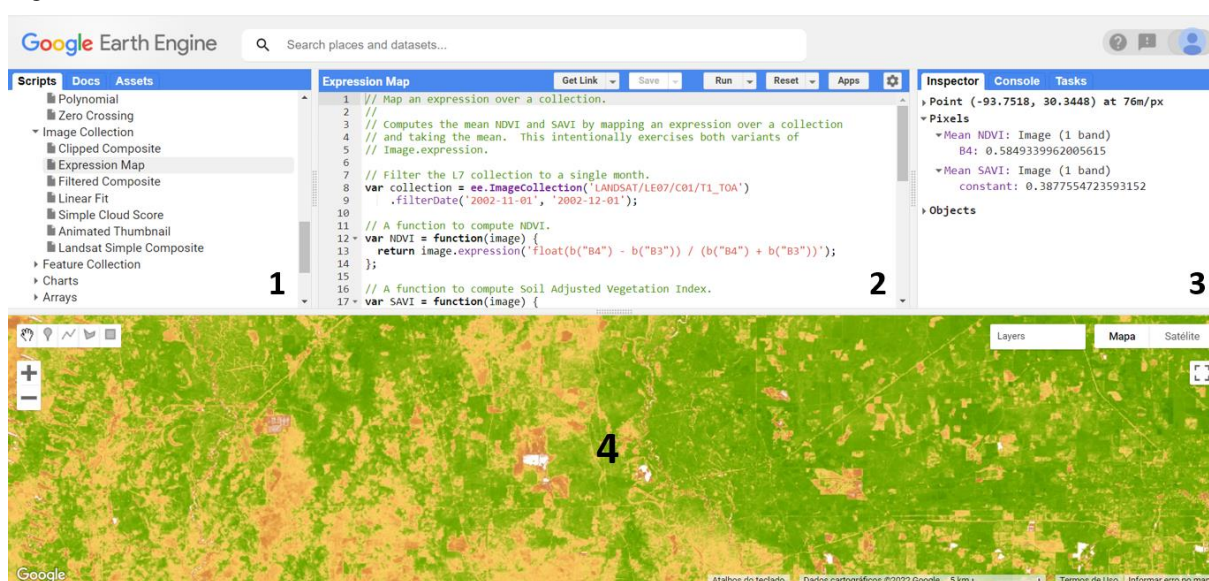 Google Earth Engine
Search places and datasets...
Scripts Docs Assets
Polynomial
Zero Crossing
Image Collection
Clipped Composite
Expression Map
Filtered Composite
Linear Fit
Simple Cloud Score
Animated Thumbnail
Landsat Simple Composite
Feature Collection
Charts
Arrays
1
Expression Map Get Link Save Run Reset Apps
1 // Map an expression over a collection.
2 //
3 // Computes the mean NDVI and SAVI by mapping an expression over a collection
4 // and taking the mean. This intentionally exercises both variants of
5 // Image.expression.
6
7 // Filter the L7 collection to a single month.
8 var collection = ee.ImageCollection('LANDSAT/LE07/C01/T1_TOA')
9 .filterDate('2002-11-01', '2002-12-01');
10
11 // A function to compute NDVI.
12 var NDVI = function(image) {
13 return image.expression('float(b("B4") - b("B3")) / (b("B4") + b("B3"))');
14 };
15
16 // A function to compute Soil Adjusted Vegetation Index.
17 var SAVI = function(image) {
2
Inspector Console Tasks
Point (-93.7518, 30.3448) at 76m/px
Pixels
Mean NDVI: Image (1 band)
B4: 0.5849339962005615
Mean SAVI: Image (1 band)
constant: 0.3877554723593152
Objects
3
Layers
Mapa Satélite
4
Google
Atalhos do teclado Dados cartográficos ©2022 Google 5 km Termos de Uso Informar erro no map